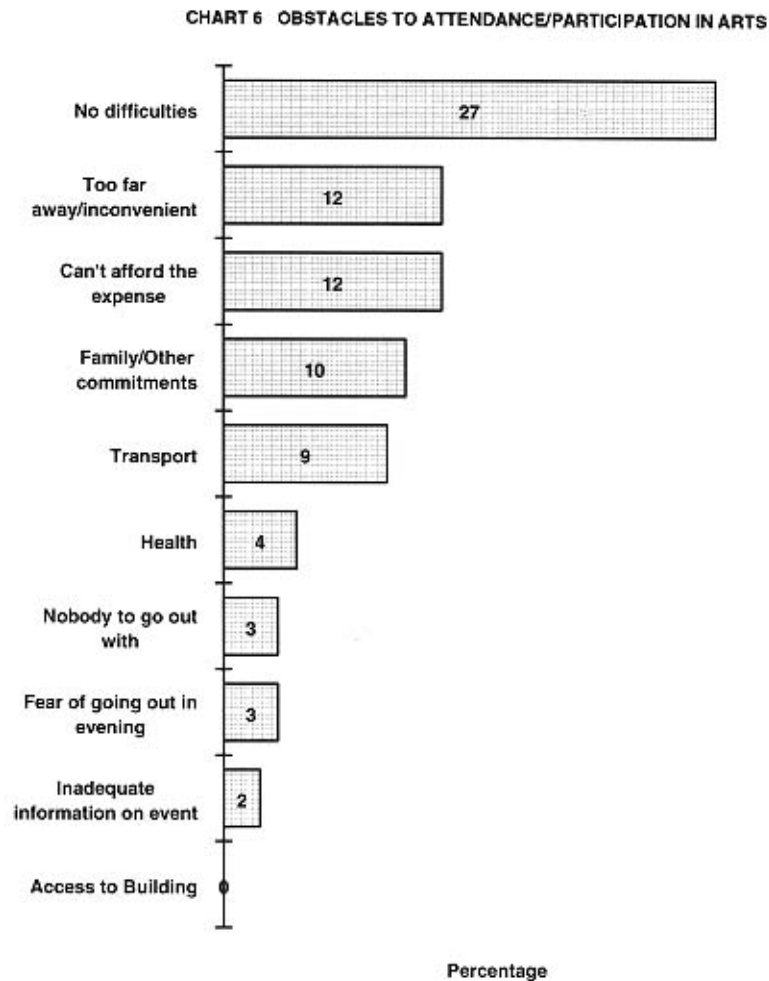 CHART 6 OBSTACLES TO ATTENDANCE/PARTICIPATION IN ARTS
No difficulties
27
Too far
away/inconvenient
12
Can't afford the
expense
12
Family/Other
commitments
10
Transport
9
Health
4
Nobody to go out
with
3
Fear of going out in
evening
3
Inadequate
information on event
2
Access to Building
0
Percentage